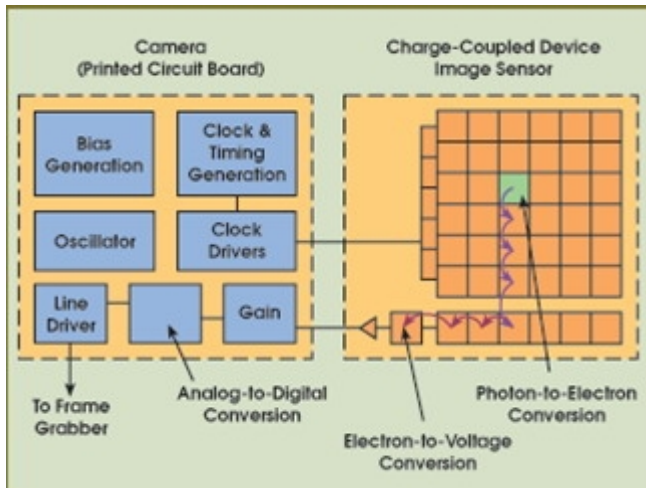 Camera
(Printed Circuit Board)
Charge-Coupled Device
Image Sensor
Bias
Generation
Clock &
Timing
Generation
Oscillator
Clock
Drivers
Line
Driver
Gain
To Frame
Grabber
Analog-to-Digital
Conversion
Photon-to-Electron
Conversion
Electron-to-Voltage
Conversion